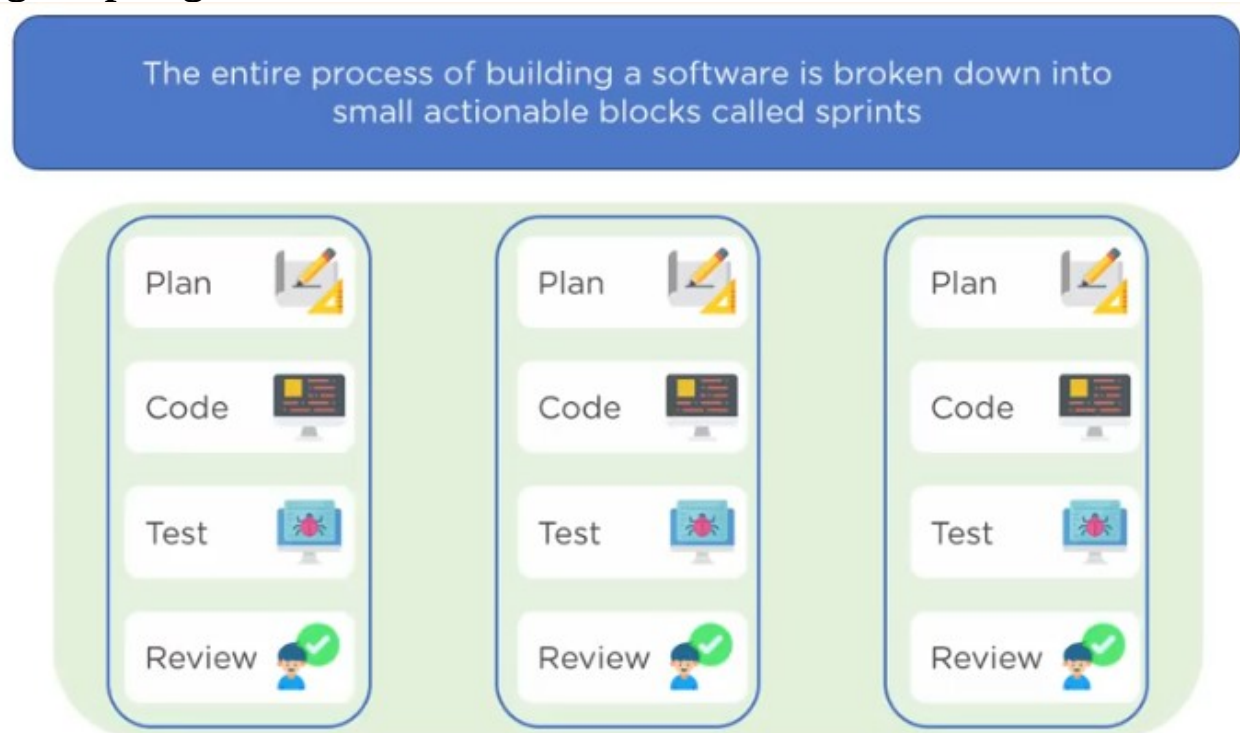 The entire process of building a software is broken down into
small actionable blocks called sprints
Plan
Code
Test
Review
Plan
Code
Test
Review
Plan
Code
Test
Review